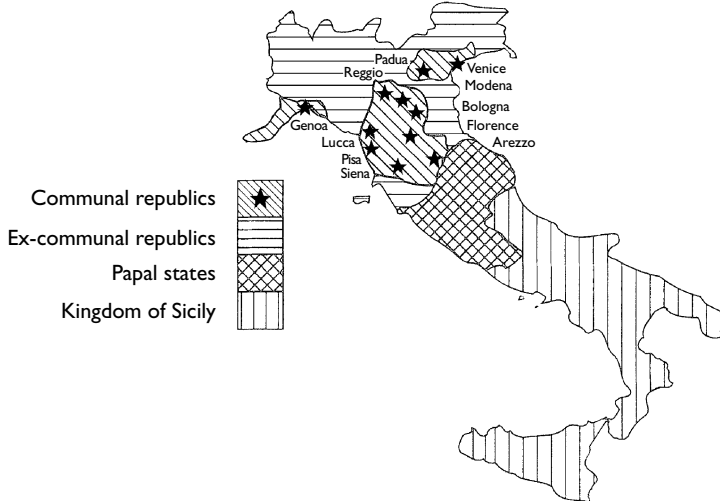 Padua
Reggio
Venice
Modena
Bologna
Florence
Arezzo
Genoa
Lucca
Pisa
Siena
Communal republics
Ex-communal republics
Papal states
Kingdom of Sicily